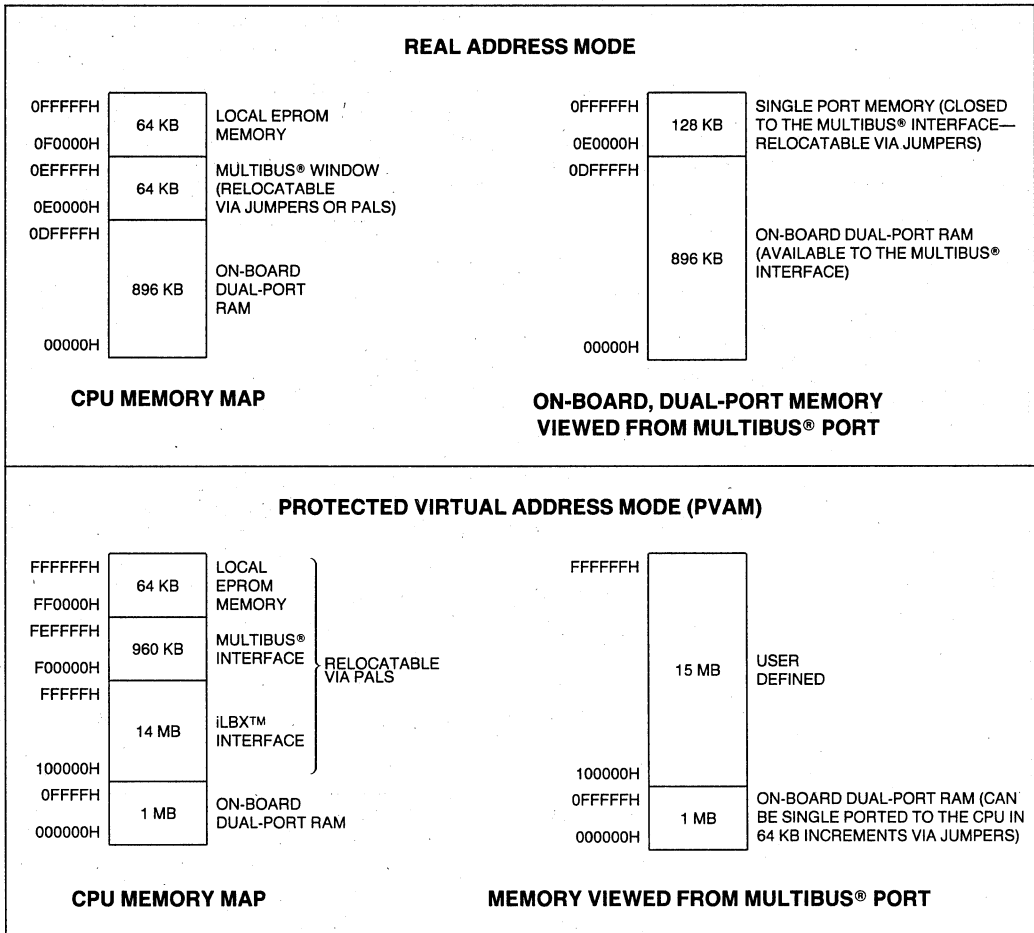 REAL ADDRESS MODE
0FFFFFH
64 KB
LOCAL EPROM
MEMORY
0F0000H
0EFFFFH
64 KB
MULTIBUS® WINDOW
(RELOCATABLE
VIA JUMPERS OR PALS)
0E0000H
0DFFFFH
896 KB
ON-BOARD
DUAL-PORT
RAM
00000H
CPU MEMORY MAP
0FFFFFH
128 KB
SINGLE PORT MEMORY (CLOSED
TO THE MULTIBUS® INTERFACE—
RELOCATABLE VIA JUMPERS)
0E0000H
0DFFFFH
896 KB
ON-BOARD DUAL-PORT RAM
(AVAILABLE TO THE MULTIBUS®
INTERFACE)
00000H
ON-BOARD, DUAL-PORT MEMORY
VIEWED FROM MULTIBUS® PORT
PROTECTED VIRTUAL ADDRESS MODE (PVAM)
FFFFFFH
64 KB
LOCAL
EPROM
MEMORY
FF0000H
FEFFFFH
960 KB
MULTIBUS®
INTERFACE
F00000H
FFFFFH
14 MB
iLBX™
INTERFACE
100000H
RELOCATABLE
VIA PALS
0FFFFFH
1 MB
ON-BOARD
DUAL-PORT RAM
000000H
CPU MEMORY MAP
FFFFFFH
15 MB
USER
DEFINED
100000H
0FFFFFH
1 MB
ON-BOARD DUAL-PORT RAM (CAN
BE SINGLE PORTED TO THE CPU IN
64 KB INCREMENTS VIA JUMPERS)
000000H
MEMORY VIEWED FROM MULTIBUS® PORT